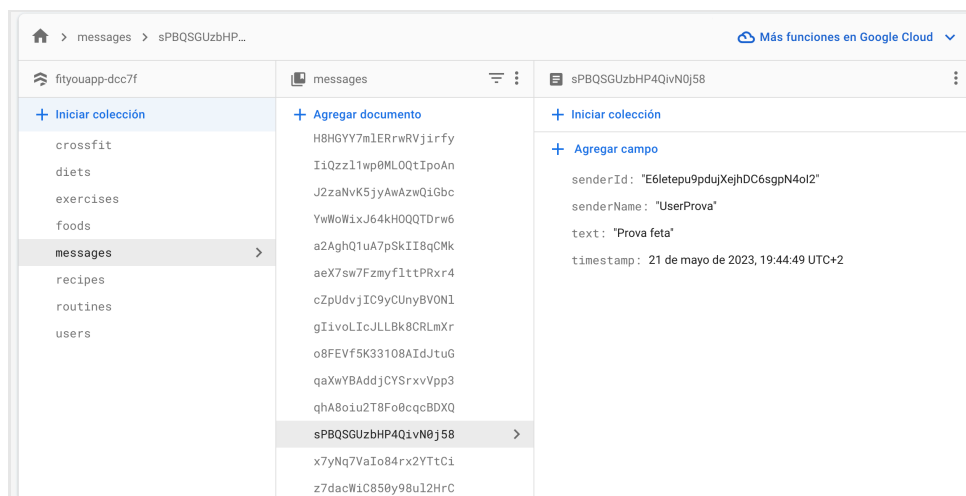 messages
sPBQSGUzbHP...
Más funciones en Google Cloud
fityouapp-dcc7f
messages
sPBQSGUzbHP4QivN0j58
Iniciar colección
Agregar documento
Iniciar colección
crossfit
diets
exercises
foods
messages
recipes
routines
users
H8HGYY7mlERrwRVjirfy
IiQzzl1wp0MLOQtIpoAn
J2zaNvK5jyAwAzwQiGbc
YwWoWixJ64kHOQQTDrw6
a2AghQ1uA7pSkII8qCMk
aeX7sw7FzmyflttPRxr4
cZpUdvjIC9yCUnyBVONl
gIivoLIcJLLBk8CRLmXr
o8FEVf5K331O8AIdJtuG
qaXwYBAddjCYSrxvVpp3
qhA8oiu2T8Fo0cqcBDXQ
sPBQSGUzbHP4QivN0j58
x7yNq7VaIo84rx2YTtCi
z7dacWiC850y98ul2HrC
Agregar campo
senderId: "E6letepu9pdujXejhDC6sgpN4oI2"
senderName: "UserProva"
text: "Prova feta"
timestamp: 21 de mayo de 2023, 19:44:49 UTC+2